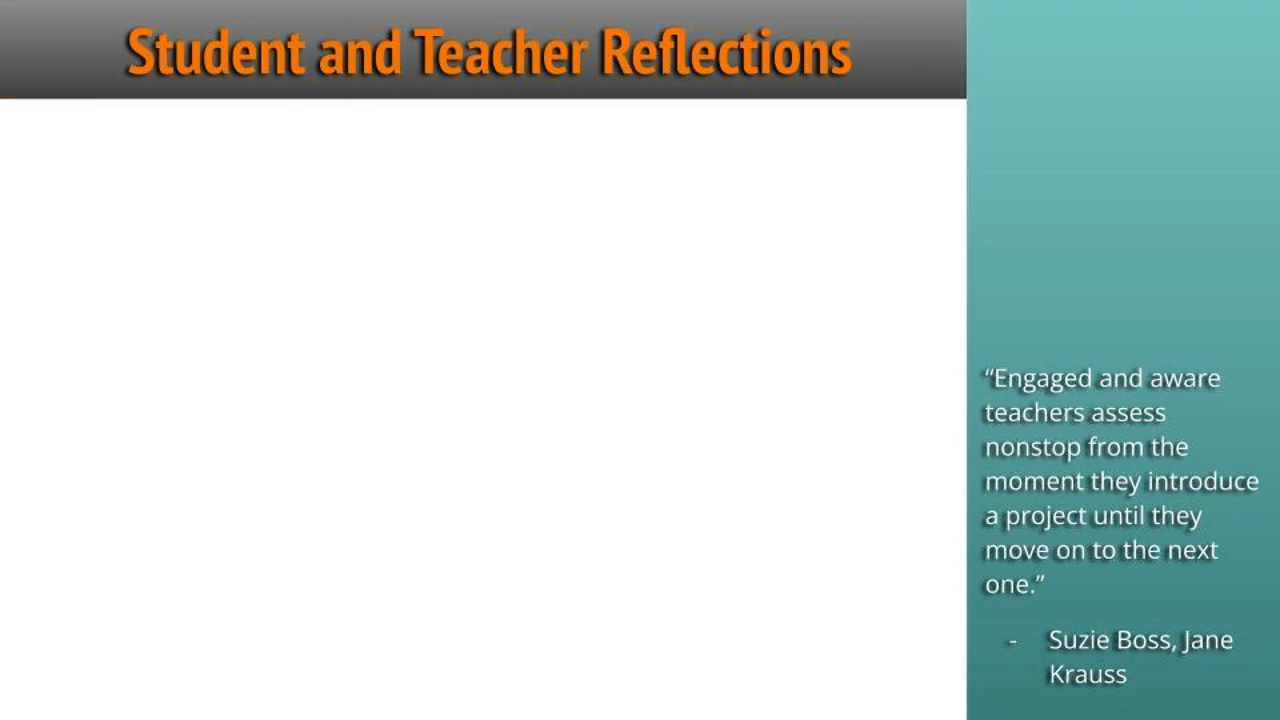 Student and Teacher Reflections
“Engaged and aware
teachers assess
nonstop from the
moment they introduce
a project until they
move on to the next
one.”
- Suzie Boss, Jane
Krauss